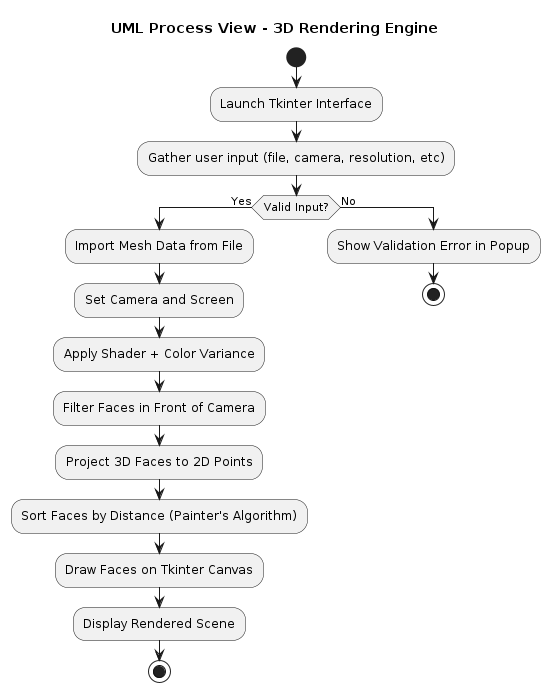 UML Process View - 3D Rendering Engine
Launch Tkinter Interface
Gather user input (file, camera, resolution, etc)
Yes
Valid Input?
No
Import Mesh Data from File
Show Validation Error in Popup
Set Camera and Screen
Apply Shader + Color Variance
Filter Faces in Front of Camera
Project 3D Faces to 2D Points
Sort Faces by Distance (Painter's Algorithm)
Draw Faces on Tkinter Canvas
Display Rendered Scene